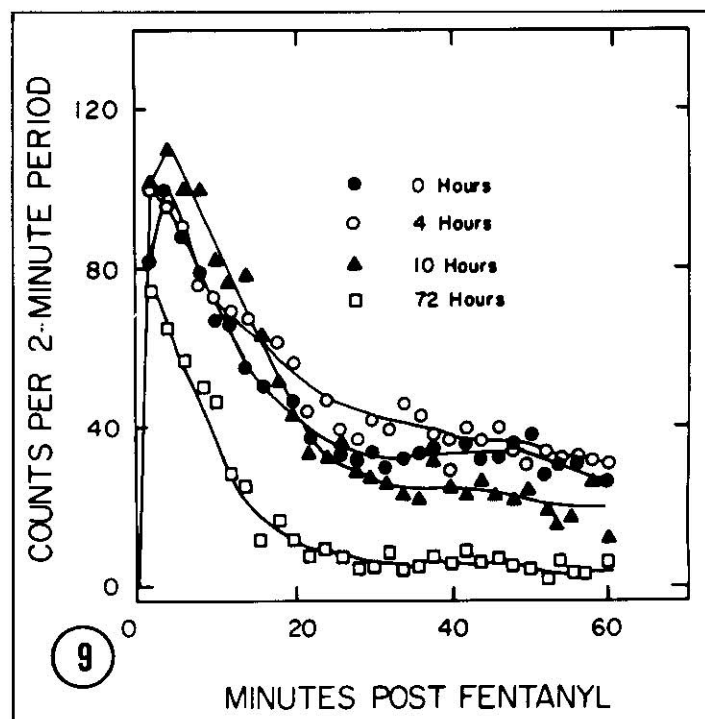 COUNTS PER 2-MINUTE PERIOD
120
80
40
0
0 Hours
4 Hours
10 Hours
72 Hours
0
20
40
60
MINUTES POST FENTANYL
9